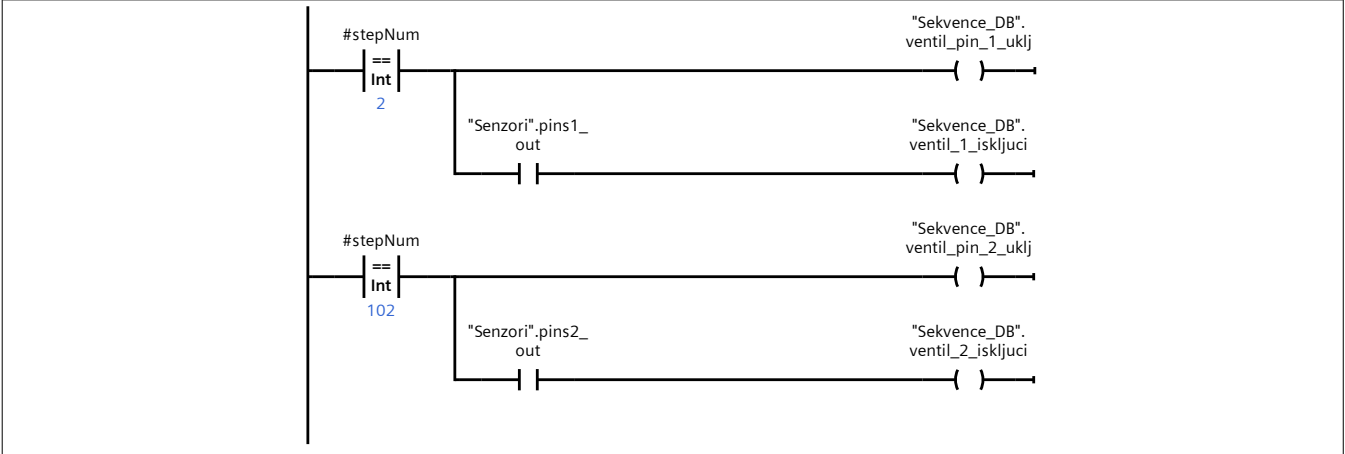 #stepNum
==
Int
2
"Sekvence_DB".
ventil_pin_1_uklj
"Senzori".pins1_
out
"Sekvence_DB".
ventil_1_iskljuci
#stepNum
==
Int
102
"Sekvence_DB".
ventil_pin_2_uklj
"Senzori".pins2_
out
"Sekvence_DB".
ventil_2_iskljuci